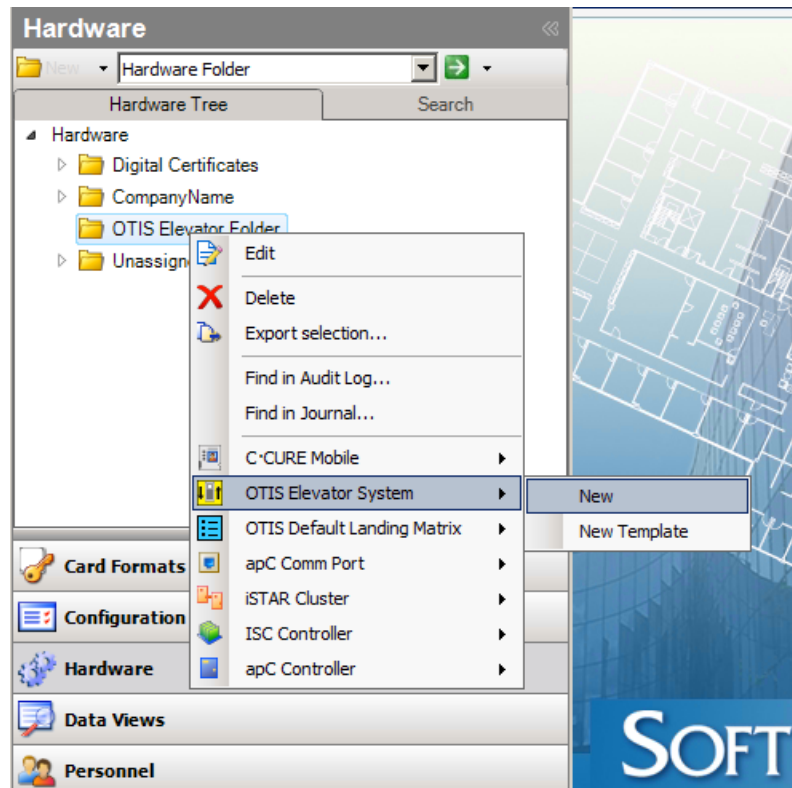 Hardware
New
Hardware Folder
Hardware Tree
Search
Hardware
Digital Certificates
CompanyName
OTIS Elevator Folder
Edit
Delete
Export selection...
Find in Audit Log...
Find in Journal...
C•CURE Mobile
OTIS Elevator System
New
OTIS Default Landing Matrix
New Template
apC Comm Port
iSTAR Cluster
ISC Controller
apC Controller
Card Formats
Configuration
Hardware
Data Views
Personnel